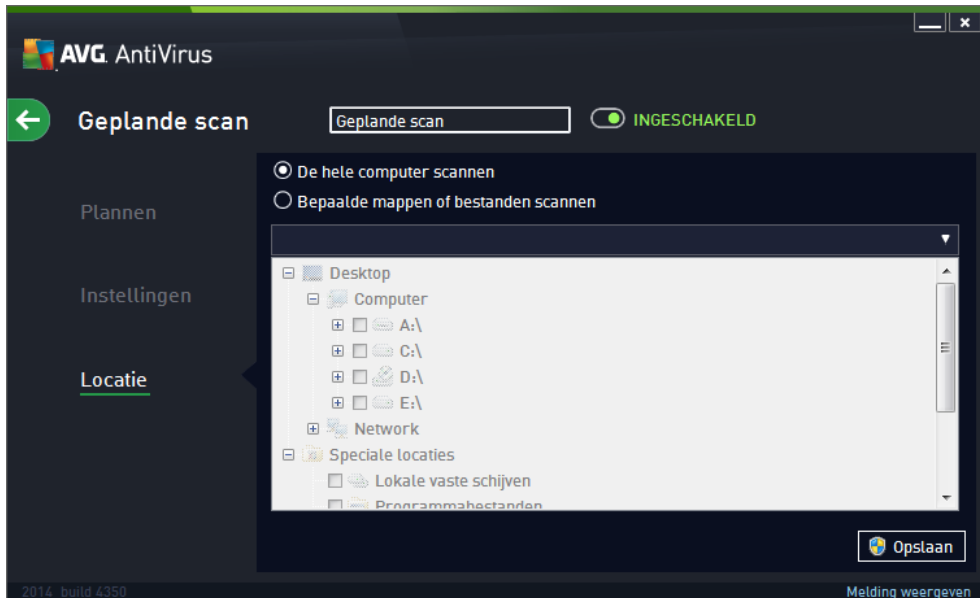 AVG. AntiVirus
Geplande scan
Geplande scan
INGESCHAKELD
Plannen
Instellingen
Locatie
De hele computer scannen
Bepaalde mappen of bestanden scannen
Desktop
Computer
A:\
C:\
D:\
E:\
Network
Speciale locaties
Lokale vaste schijven
Programmabestanden
Opslaan
2014 build 4350
Melding weergeven